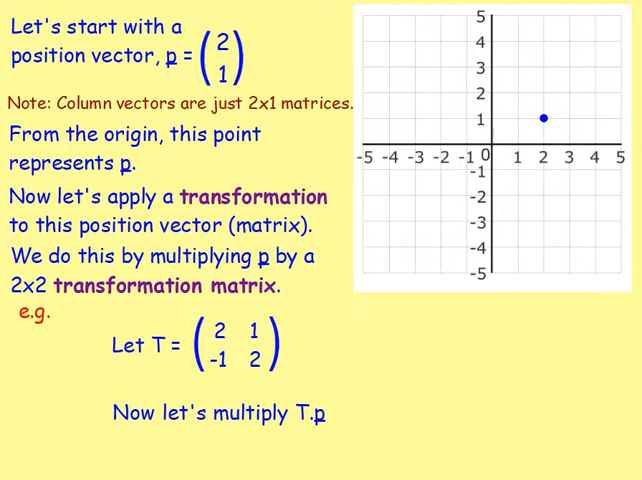 Let's start with a
position vector, p = (2
1)
Note: Column vectors are just 2x1 matrices.
From the origin, this point
represents p.
Now let's apply a transformation
to this position vector (matrix).
We do this by multiplying p by a
2x2 transformation matrix.
e.g.
Let T = (2 1
-1 2)
Now let's multiply T.p
5
4
3
2
1
-5 -4 -3 -2 -1 0 1 2 3 4 5
-1
-2
-3
-4
-5